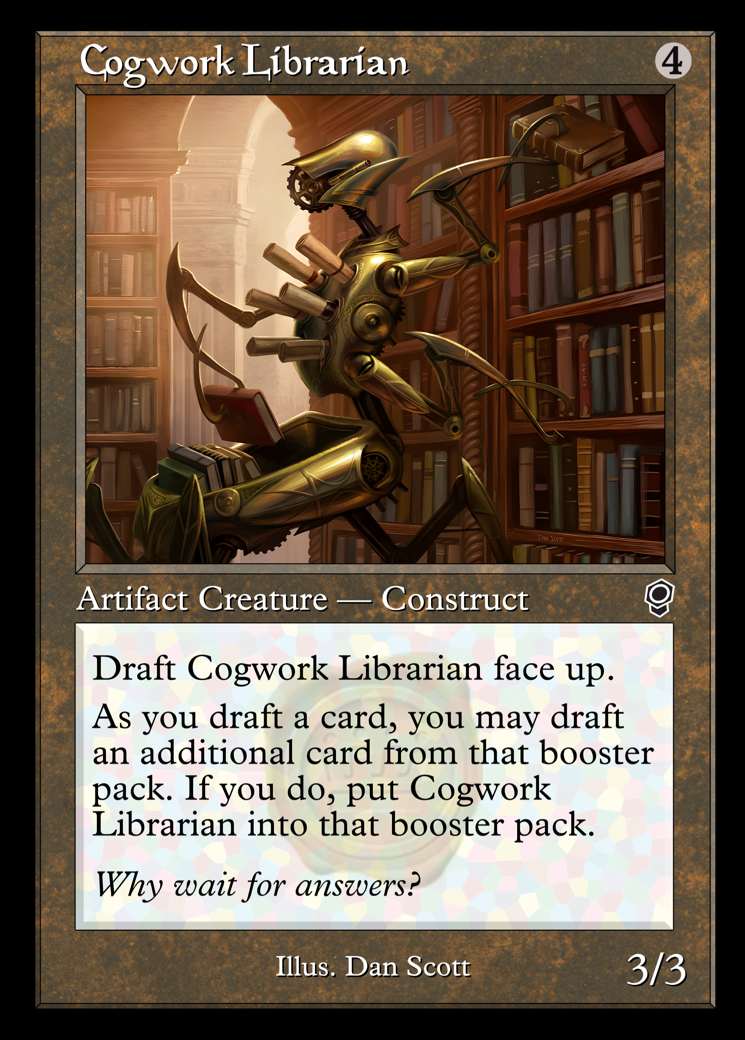 Cogwork Librarian
4
Dan Scott
Artifact Creature — Construct
Draft Cogwork Librarian face up.
As you draft a card, you may draft
an additional card from that booster
pack. If you do, put Cogwork
Librarian into that booster pack.
Why wait for answers?
Illus. Dan Scott
3/3